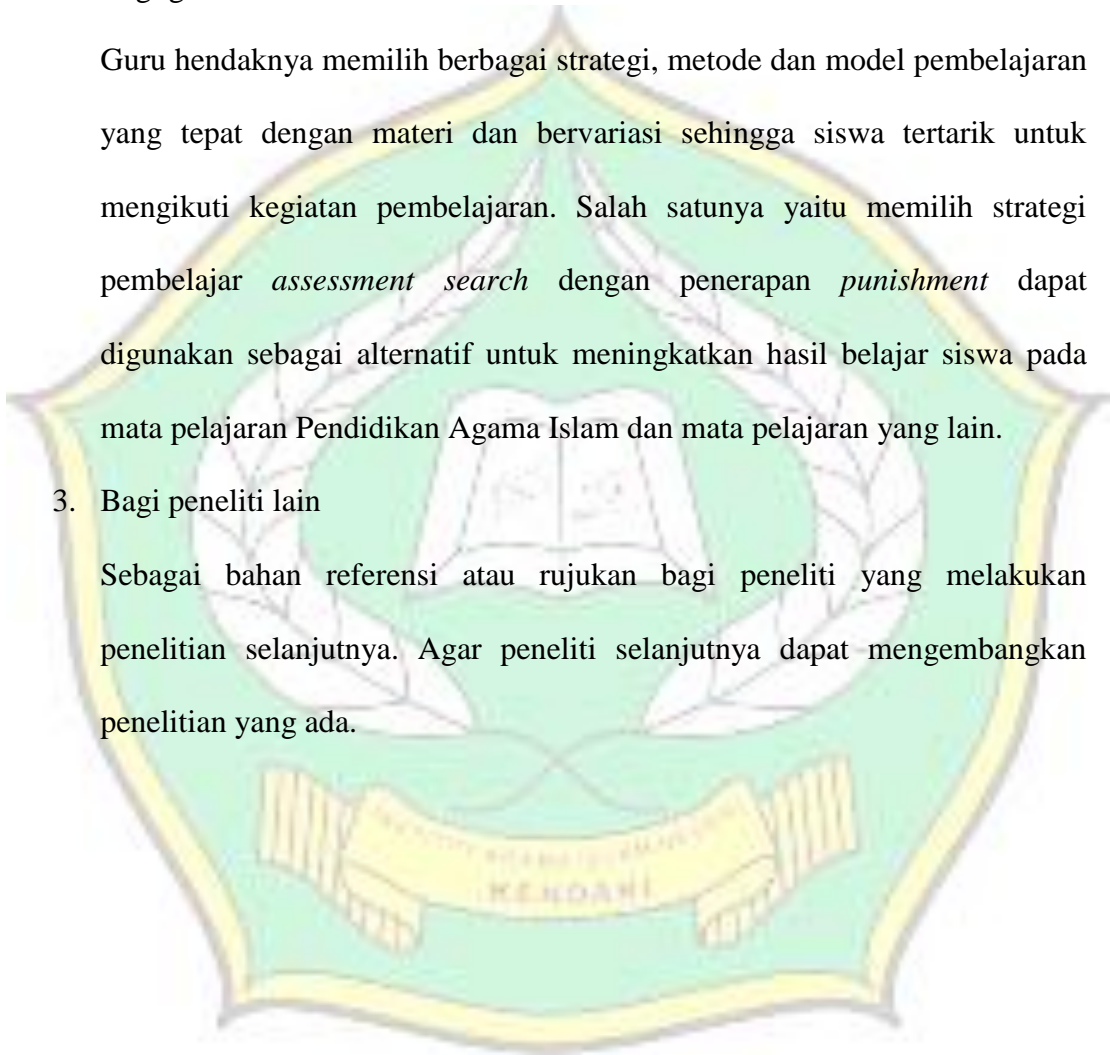 Guru hendaknya memilih berbagai strategi, metode dan model pembelajaran
yang tepat dengan materi dan bervariasi sehingga siswa tertarik untuk
mengikuti kegiatan pembelajaran. Salah satunya yaitu memilih strategi
pembelajar assessment search dengan penerapan punishment dapat
digunakan sebagai alternatif untuk meningkatkan hasil belajar siswa pada
mata pelajaran Pendidikan Agama Islam dan mata pelajaran yang lain.
3. Bagi peneliti lain
Sebagai bahan referensi atau rujukan bagi peneliti yang melakukan
penelitian selanjutnya. Agar peneliti selanjutnya dapat mengembangkan
penelitian yang ada.
KENDARI